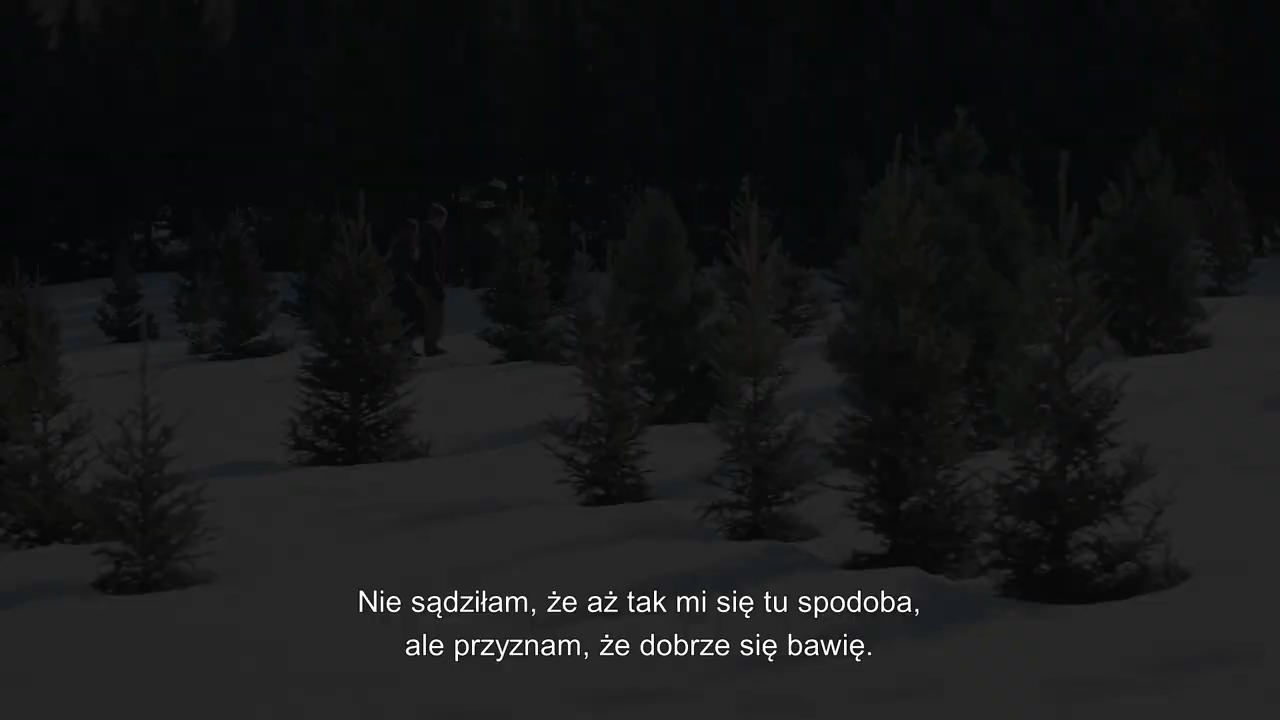 Nie sądziłam, że aż tak mi się tu spodoba,
ale przyznam, że dobrze się bawię.